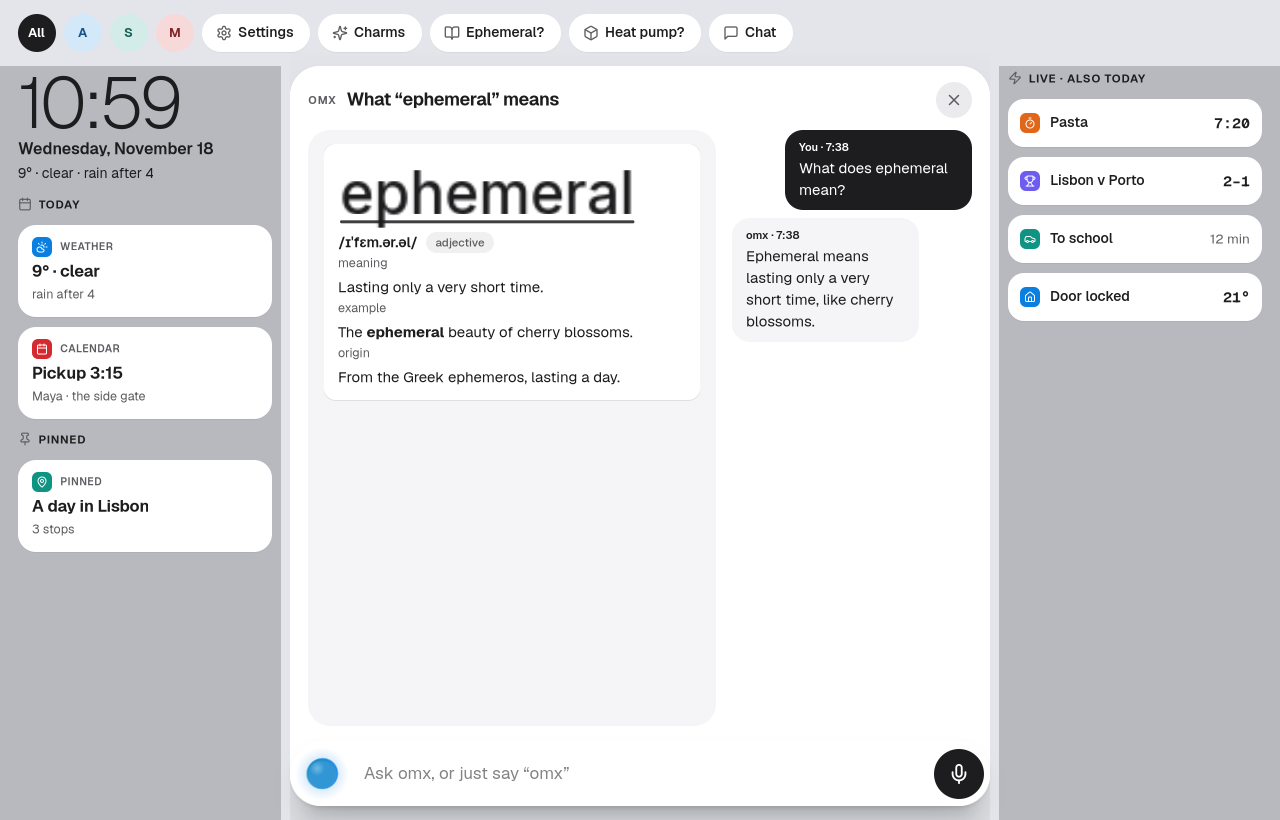 All
A
S
M
Settings
Charms
Ephemeral?
Heat pump?
Chat
10:59
Wednesday, November 18
9° · clear · rain after 4
TODAY
WEATHER
9° · clear
rain after 4
CALENDAR
Pickup 3:15
Maya · the side gate
PINNED
PINNED
A day in Lisbon
3 stops
OMX What “ephemeral” means
ephemeral
/ɪˈfɛm.ər.əl/ adjective
meaning
Lasting only a very short time.
example
The ephemeral beauty of cherry blossoms.
origin
From the Greek ephemeros, lasting a day.
You · 7:38
What does ephemeral
mean?
omx · 7:38
Ephemeral means
lasting only a very
short time, like cherry
blossoms.
Ask omx, or just say “omx”
LIVE · ALSO TODAY
Pasta 7:20
Lisbon v Porto 2–1
To school 12 min
Door locked 21°